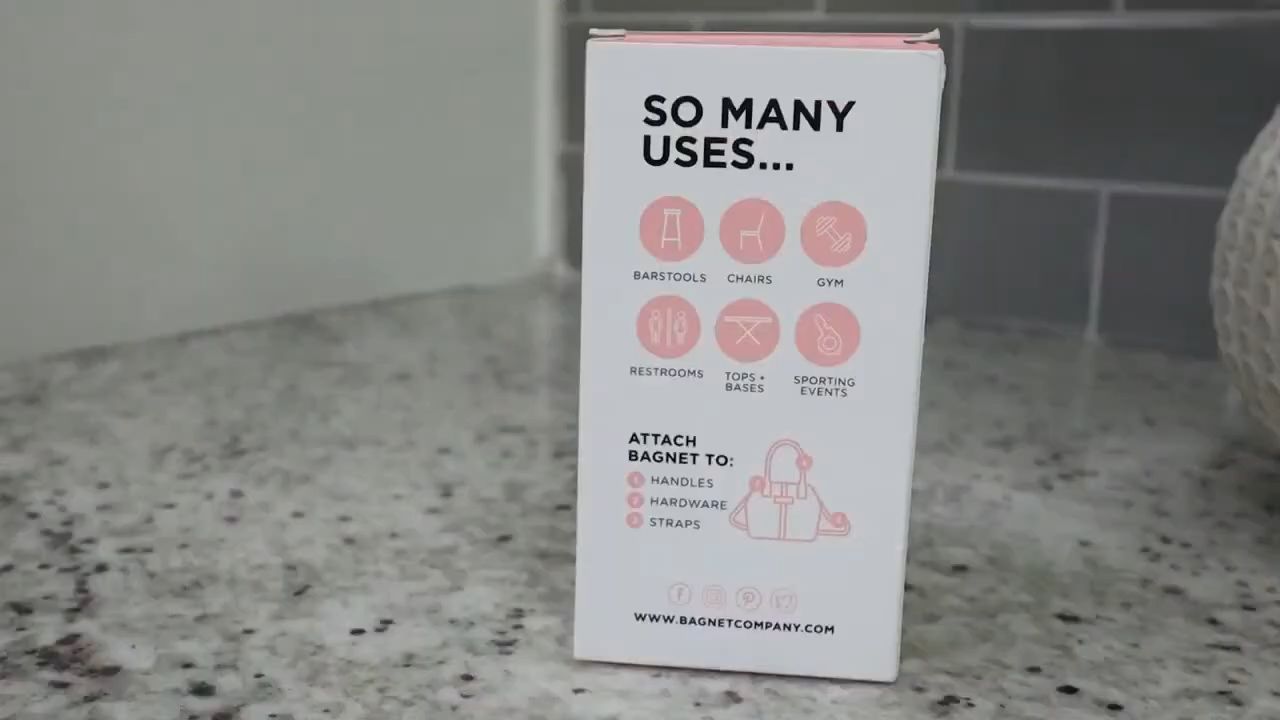 SO MANY
USES...
BARSTOOLS
CHAIRS
GYM
RESTROOMS
TOPS +
BASES
SPORTING
EVENTS
ATTACH
BAGNET TO:
1 HANDLES
2 HARDWARE
3 STRAPS
WWW.BAGNETCOMPANY.COM